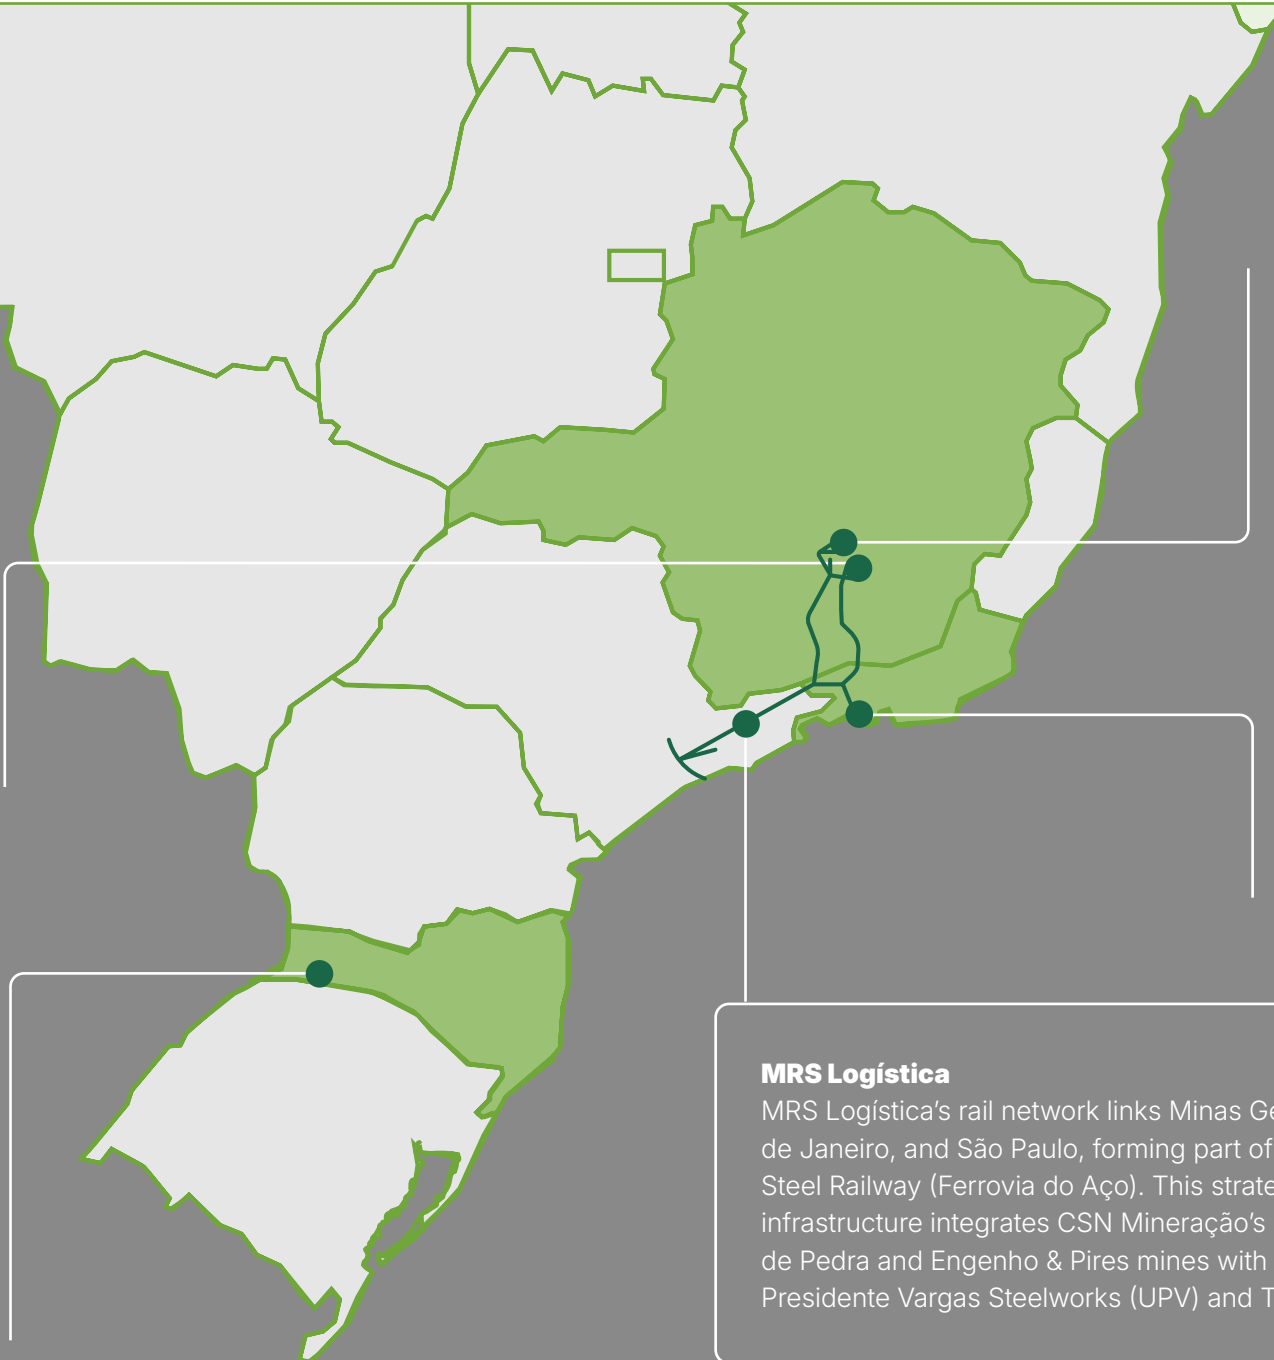 MRS Logística
MRS Logística's rail network links Minas
de Janeiro, and São Paulo, forming part of
Steel Railway (Ferrovia do Aço). This
infrastructure integrates CSN Mineração's
de Pedra and Engenho & Pires mines with
Presidente Vargas Steelworks (UPV) and